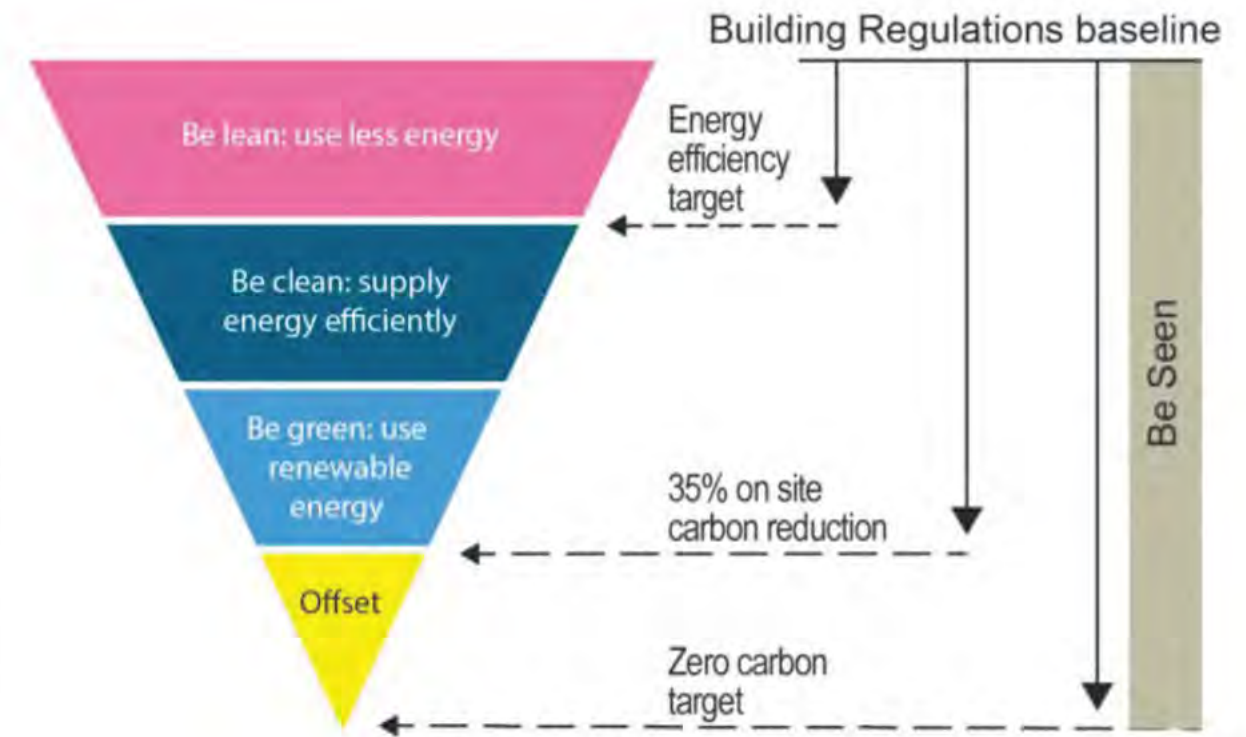 Building Regulations baseline
Be lean: use less energy
Energy
efficiency
target
Be clean: supply
energy efficiently
Be green: use
renewable
energy
35% on site
carbon reduction
Offset
Zero carbon
target
Be Seen